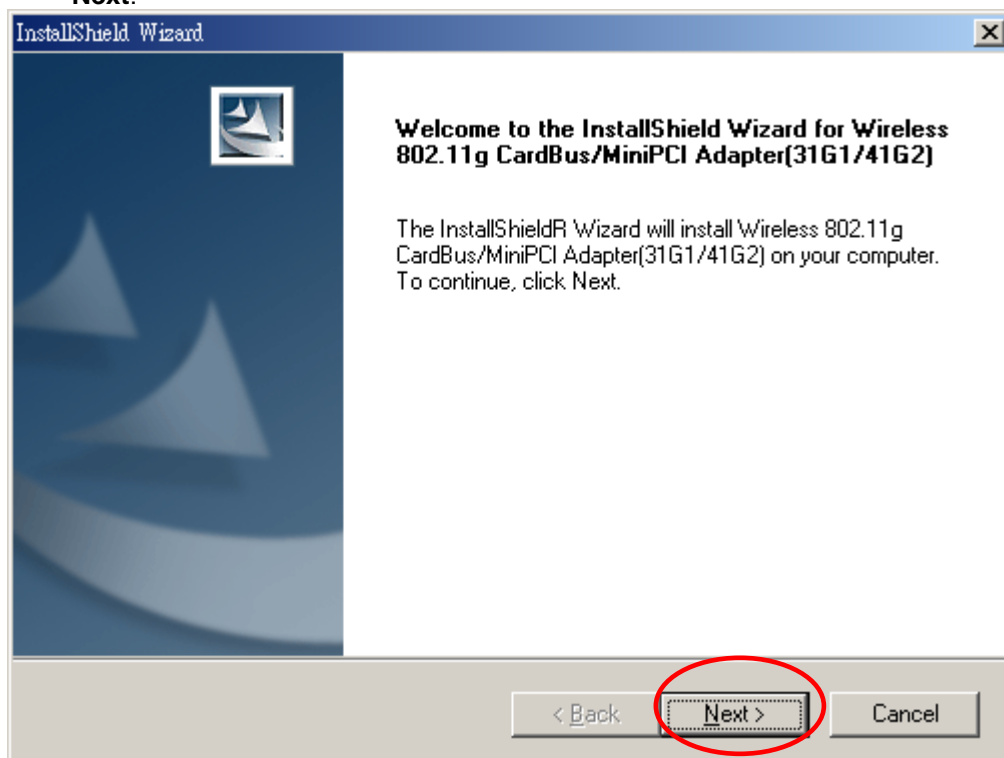 Next.
InstallShield Wizard
Welcome to the InstallShield Wizard for Wireless
802.11g CardBus/MiniPCI Adapter(31G1/41G2)
The InstallShieldR Wizard will install Wireless 802.11g
CardBus/MiniPCI Adapter(31G1/41G2) on your computer.
To continue, click Next.
< Back Next > Cancel